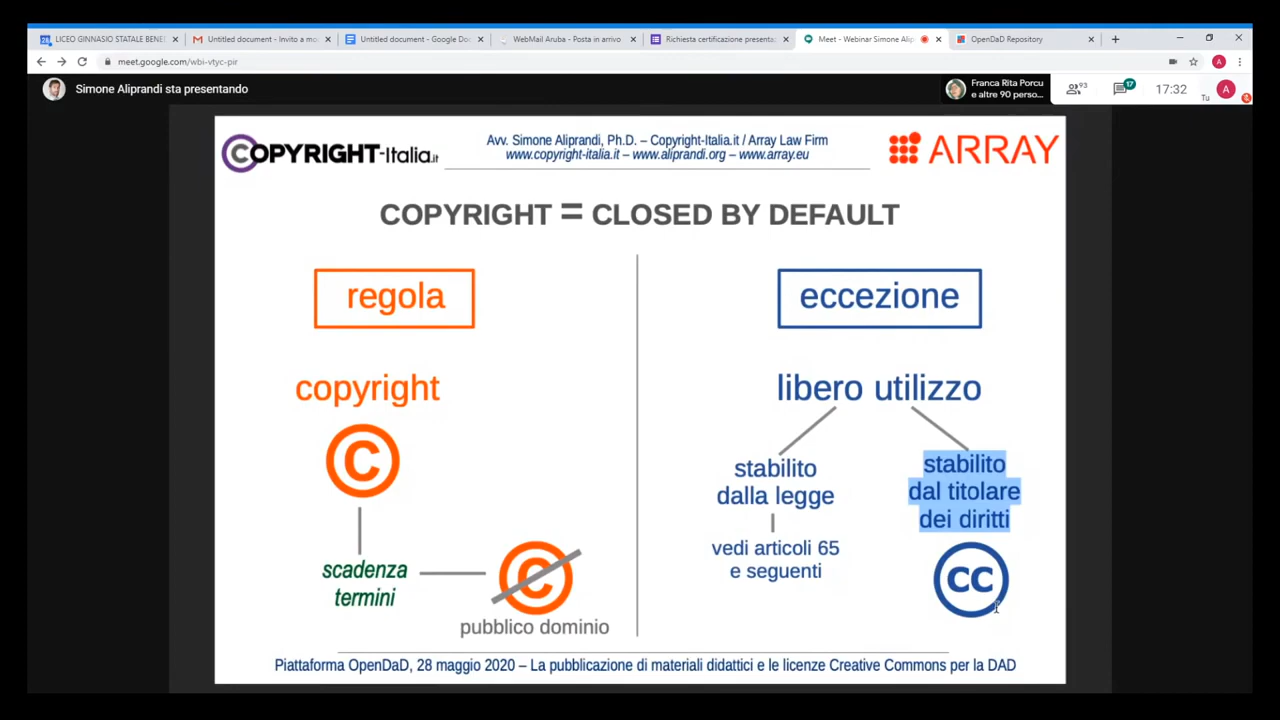 LICEO GINNASIO STATALE BENE
Untitled document - Invito a mo
Untitled document - Google Doc
WebMail Aruba - Posta in arrivo
Richiesta certificazione presenta
Meet - Webinar Simone Alip
OpenDaD Repository
meet.google.com/wbi-vtyc-pir
Simone Aliprandi sta presentando
Franca Rita Porcu
e altre 90 perso...
93
17
17:32
Tu
A
COPYRIGHT-Italia.it
Avv. Simone Aliprandi, Ph.D. – Copyright-Italia.it / Array Law Firm
www.copyright-italia.it – www.aliprandi.org – www.array.eu
ARRAY
COPYRIGHT = CLOSED BY DEFAULT
regola
eccezione
copyright
C
scadenza
termini
C
pubblico dominio
libero utilizzo
stabilito
dalla legge
vedi articoli 65
e seguenti
stabilito
dal titolare
dei diritti
CC
Piattaforma OpenDaD, 28 maggio 2020 – La pubblicazione di materiali didattici e le licenze Creative Commons per la DAD